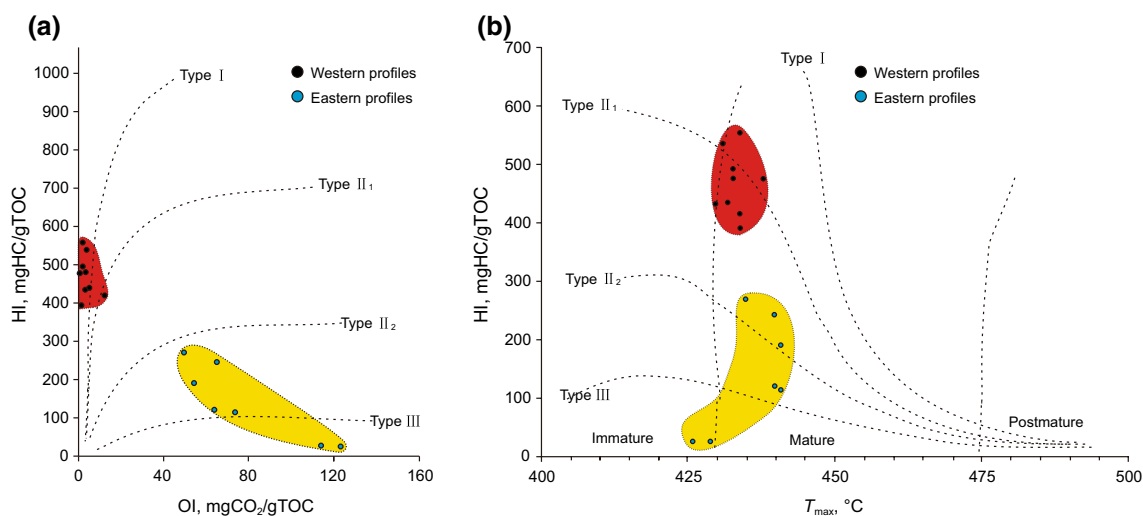 (a)
HI, mgHC/gTOC
1000
900
800
700
600
500
400
300
200
100
0
0
40
80
120
160
OI, mgCO₂/gTOC
Type Ⅰ
Western profiles
Eastern profiles
Type Ⅱ₁
Type Ⅱ₂
Type Ⅲ
(b)
HI, mgHC/gTOC
700
600
500
400
300
200
100
0
400
425
450
475
500
Tmax, °C
Type Ⅰ
Western profiles
Eastern profiles
Type Ⅱ₁
Type Ⅱ₂
Type Ⅲ
Immature
Mature
Postmature